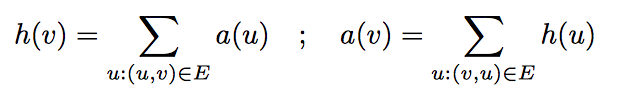 h(v) = ∑_{u:(u,v)∈E} a(u) ; a(v) = ∑_{u:(v,u)∈E} h(u)